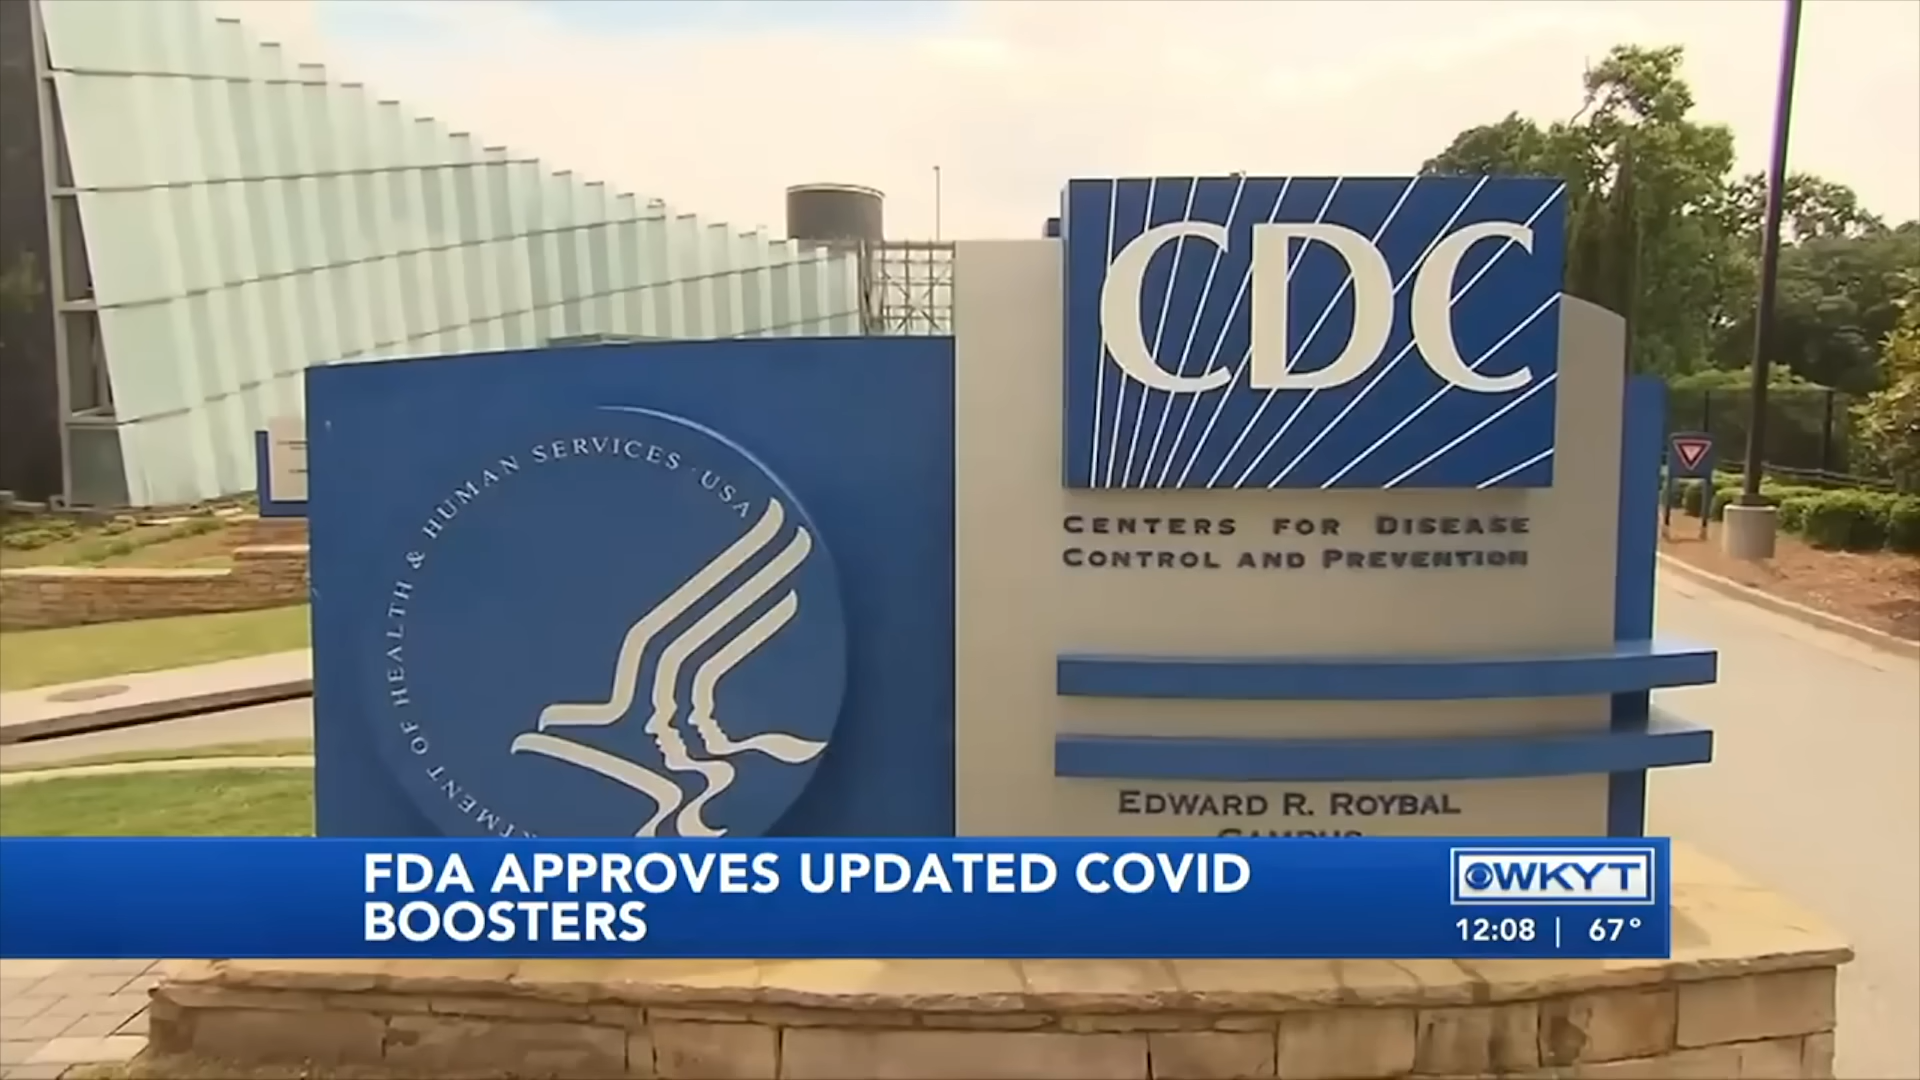 CDC
CENTERS FOR DISEASE
CONTROL AND PREVENTION
HEALTH & HUMAN SERVICES · USA
OF
EDWARD R. ROYBAL
FDA APPROVES UPDATED COVID
BOOSTERS
WKYT
12:08 | 67°